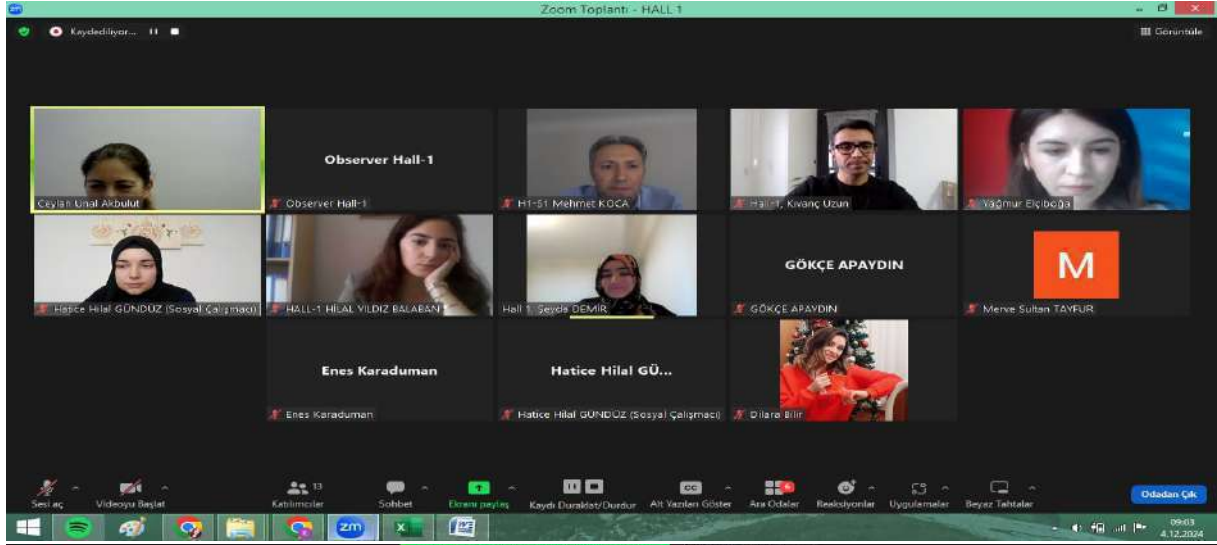 Zoom Toplantı - HALL 1
Kaydediliyor...
Görüntüle
Ceylan Ünal Akbulut
Observer Hall-1
Observer Hall-1
H1-S1 Mehmet KOCA
Hall-1, Kıvanç Uzun
Yağmur Elçiboğa
Hatice Hilal GÜNDÜZ (Sosyal Çalışmacı)
HALL-1 HİLAL YILDIZ BALABAN
Hall 1, Şeyda DEMİR
GÖKÇE APAYDIN
GÖKÇE APAYDIN
M
Merve Sultan TAYFUR
Enes Karaduman
Enes Karaduman
Hatice Hilal GÜ...
Hatice Hilal GÜNDÜZ (Sosyal Çalışmacı)
Dilara Bilir
Sesi aç
Videoyu Başlat
13
Katılımcılar
Sohbet
Ekranı paylaş
Kaydı Duraklat/Durdur
CC
Alt Yazıları Göster
6
Ara Odalar
Reaksiyonlar
Uygulamalar
Beyaz Tahtalar
Odadan Çık
zm
09:03
4.12.2024